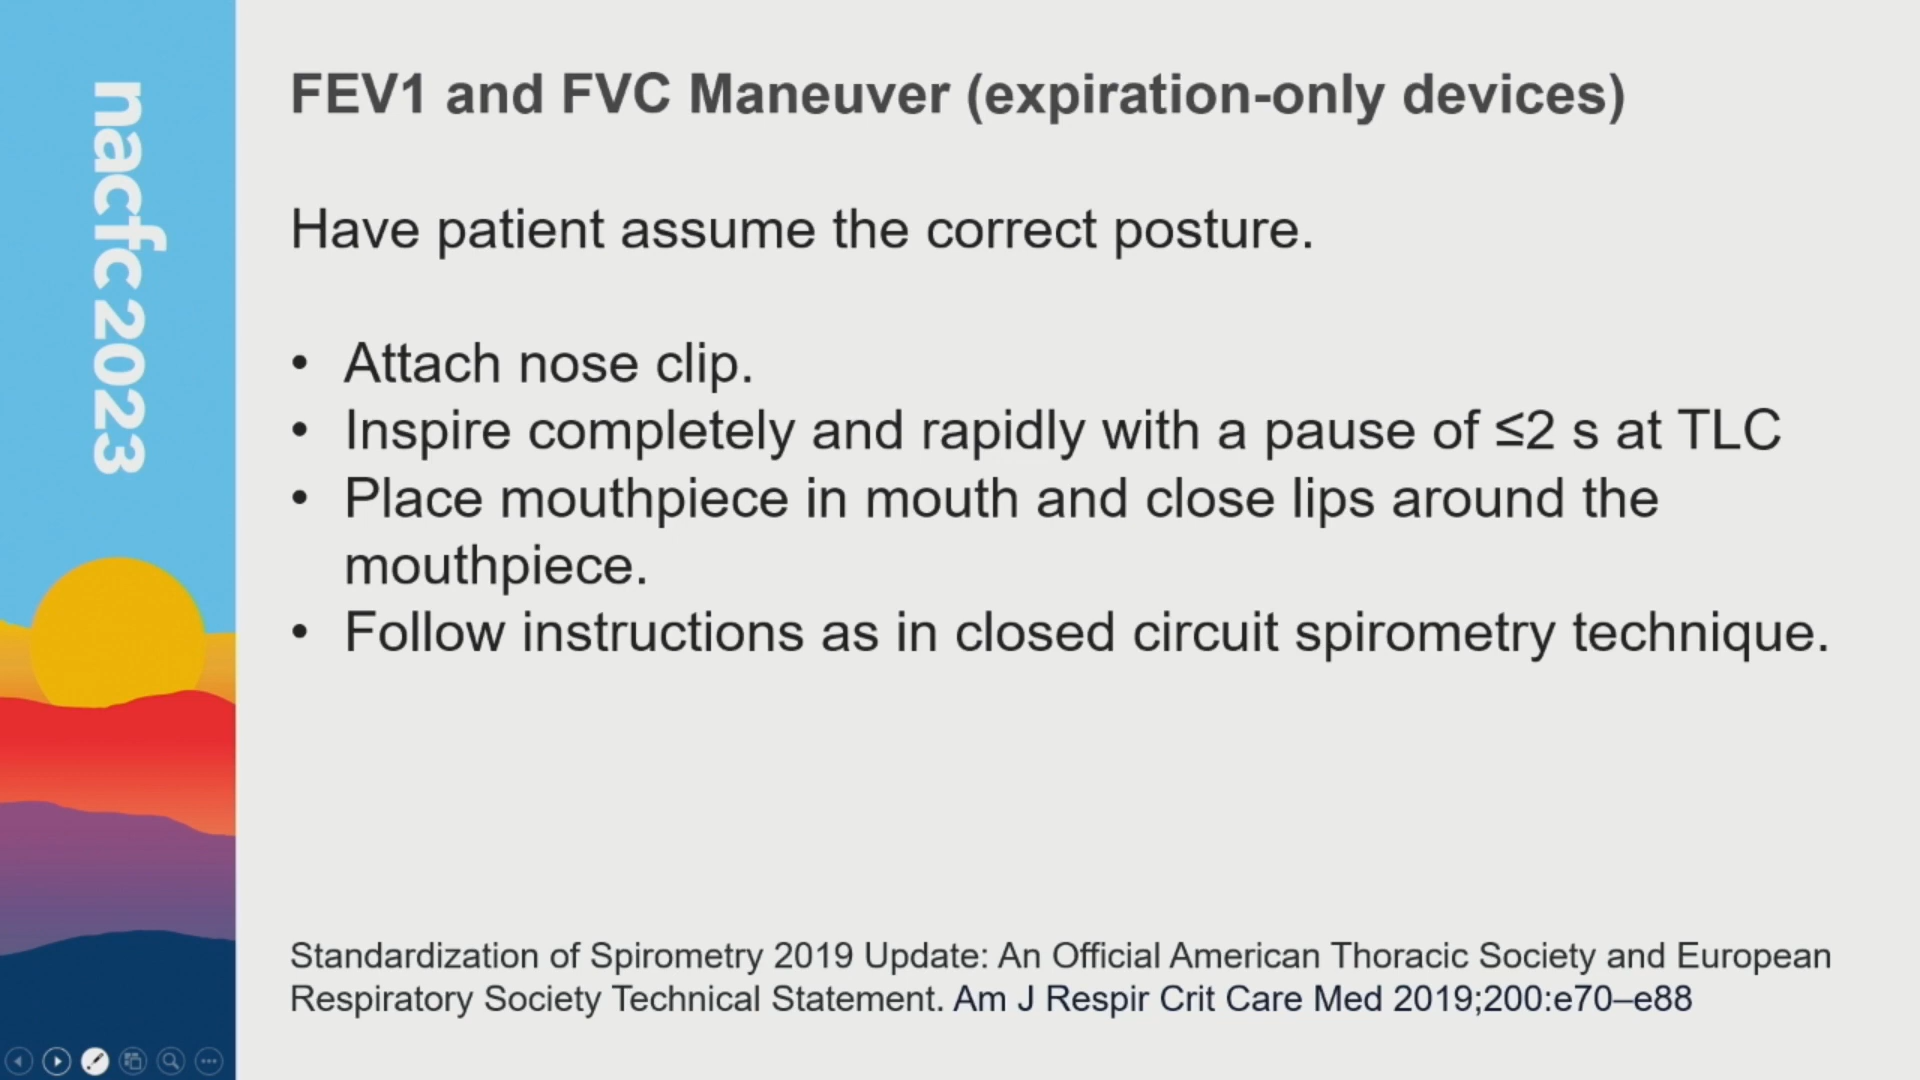 nacfc 2023
FEV1 and FVC Maneuver (expiration-only devices)
Have patient assume the correct posture.
• Attach nose clip.
• Inspire completely and rapidly with a pause of ≤2 s at TLC
• Place mouthpiece in mouth and close lips around the
mouthpiece.
• Follow instructions as in closed circuit spirometry technique.
Standardization of Spirometry 2019 Update: An Official American Thoracic Society and European
Respiratory Society Technical Statement. Am J Respir Crit Care Med 2019;200:e70–e88